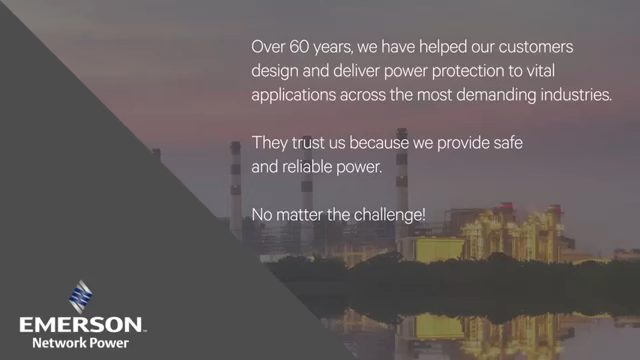 Over 60 years, we have helped our customers
design and deliver power protection to vital
applications across the most demanding industries.
They trust us because we provide safe
and reliable power.
No matter the challenge!
EMERSON™
Network Power